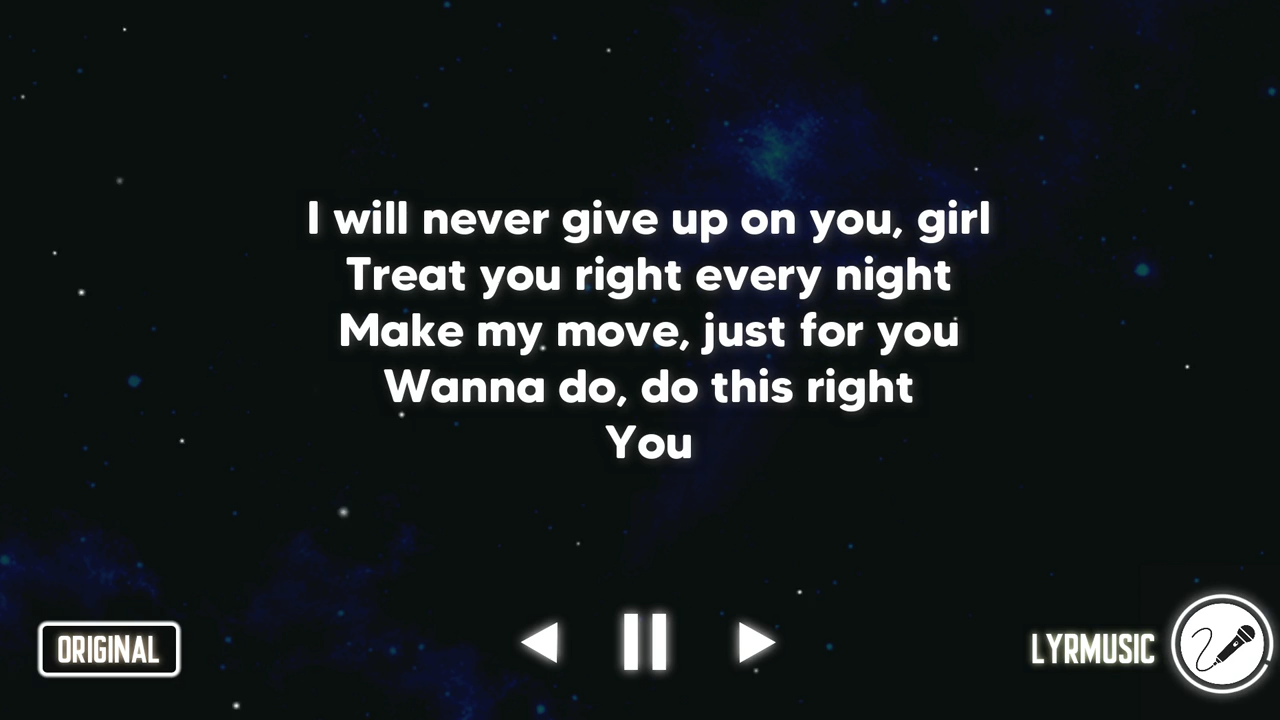 I will never give up on you, girl
Treat you right every night
Make my move, just for you
Wanna do, do this right
You
ORIGINAL
LYRMUSIC